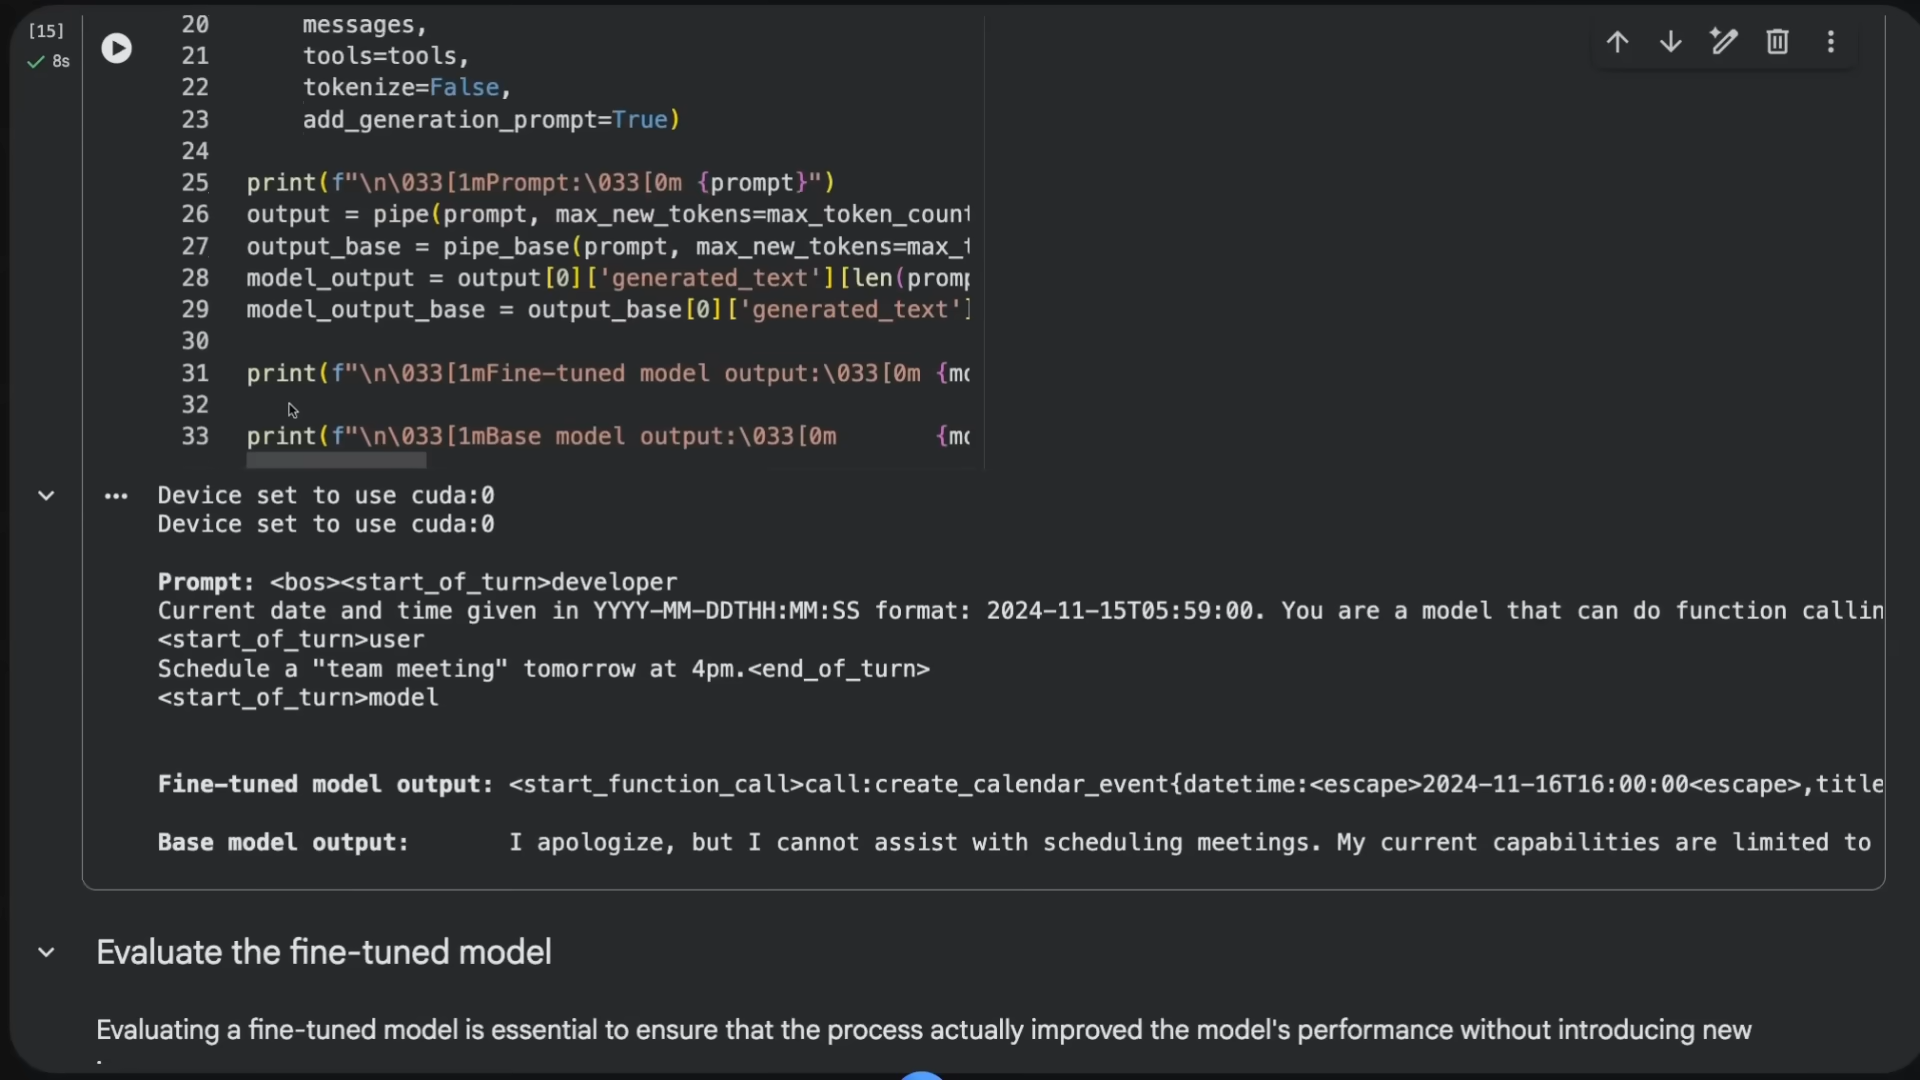 [15]
8s
20 messages,
21 tools=tools,
22 tokenize=False,
23 add_generation_prompt=True)
24
25 print(f"\n\033[1mPrompt:\033[0m {prompt}")
26 output = pipe(prompt, max_new_tokens=max_token_count
27 output_base = pipe_base(prompt, max_new_tokens=max_t
28 model_output = output[0]['generated_text'][len(promp
29 model_output_base = output_base[0]['generated_text']
30
31 print(f"\n\033[1mFine-tuned model output:\033[0m {mo
32
33 print(f"\n\033[1mBase model output:\033[0m       {mo
Device set to use cuda:0
Device set to use cuda:0
Prompt: <bos><start_of_turn>developer
Current date and time given in YYYY-MM-DDTHH:MM:SS format: 2024-11-15T05:59:00. You are a model that can do function callin
<start_of_turn>user
Schedule a "team meeting" tomorrow at 4pm.<end_of_turn>
<start_of_turn>model
Fine-tuned model output: <start_function_call>call:create_calendar_event{datetime:<escape>2024-11-16T16:00:00<escape>,title
Base model output:       I apologize, but I cannot assist with scheduling meetings. My current capabilities are limited to
Evaluate the fine-tuned model
Evaluating a fine-tuned model is essential to ensure that the process actually improved the model's performance without introducing new